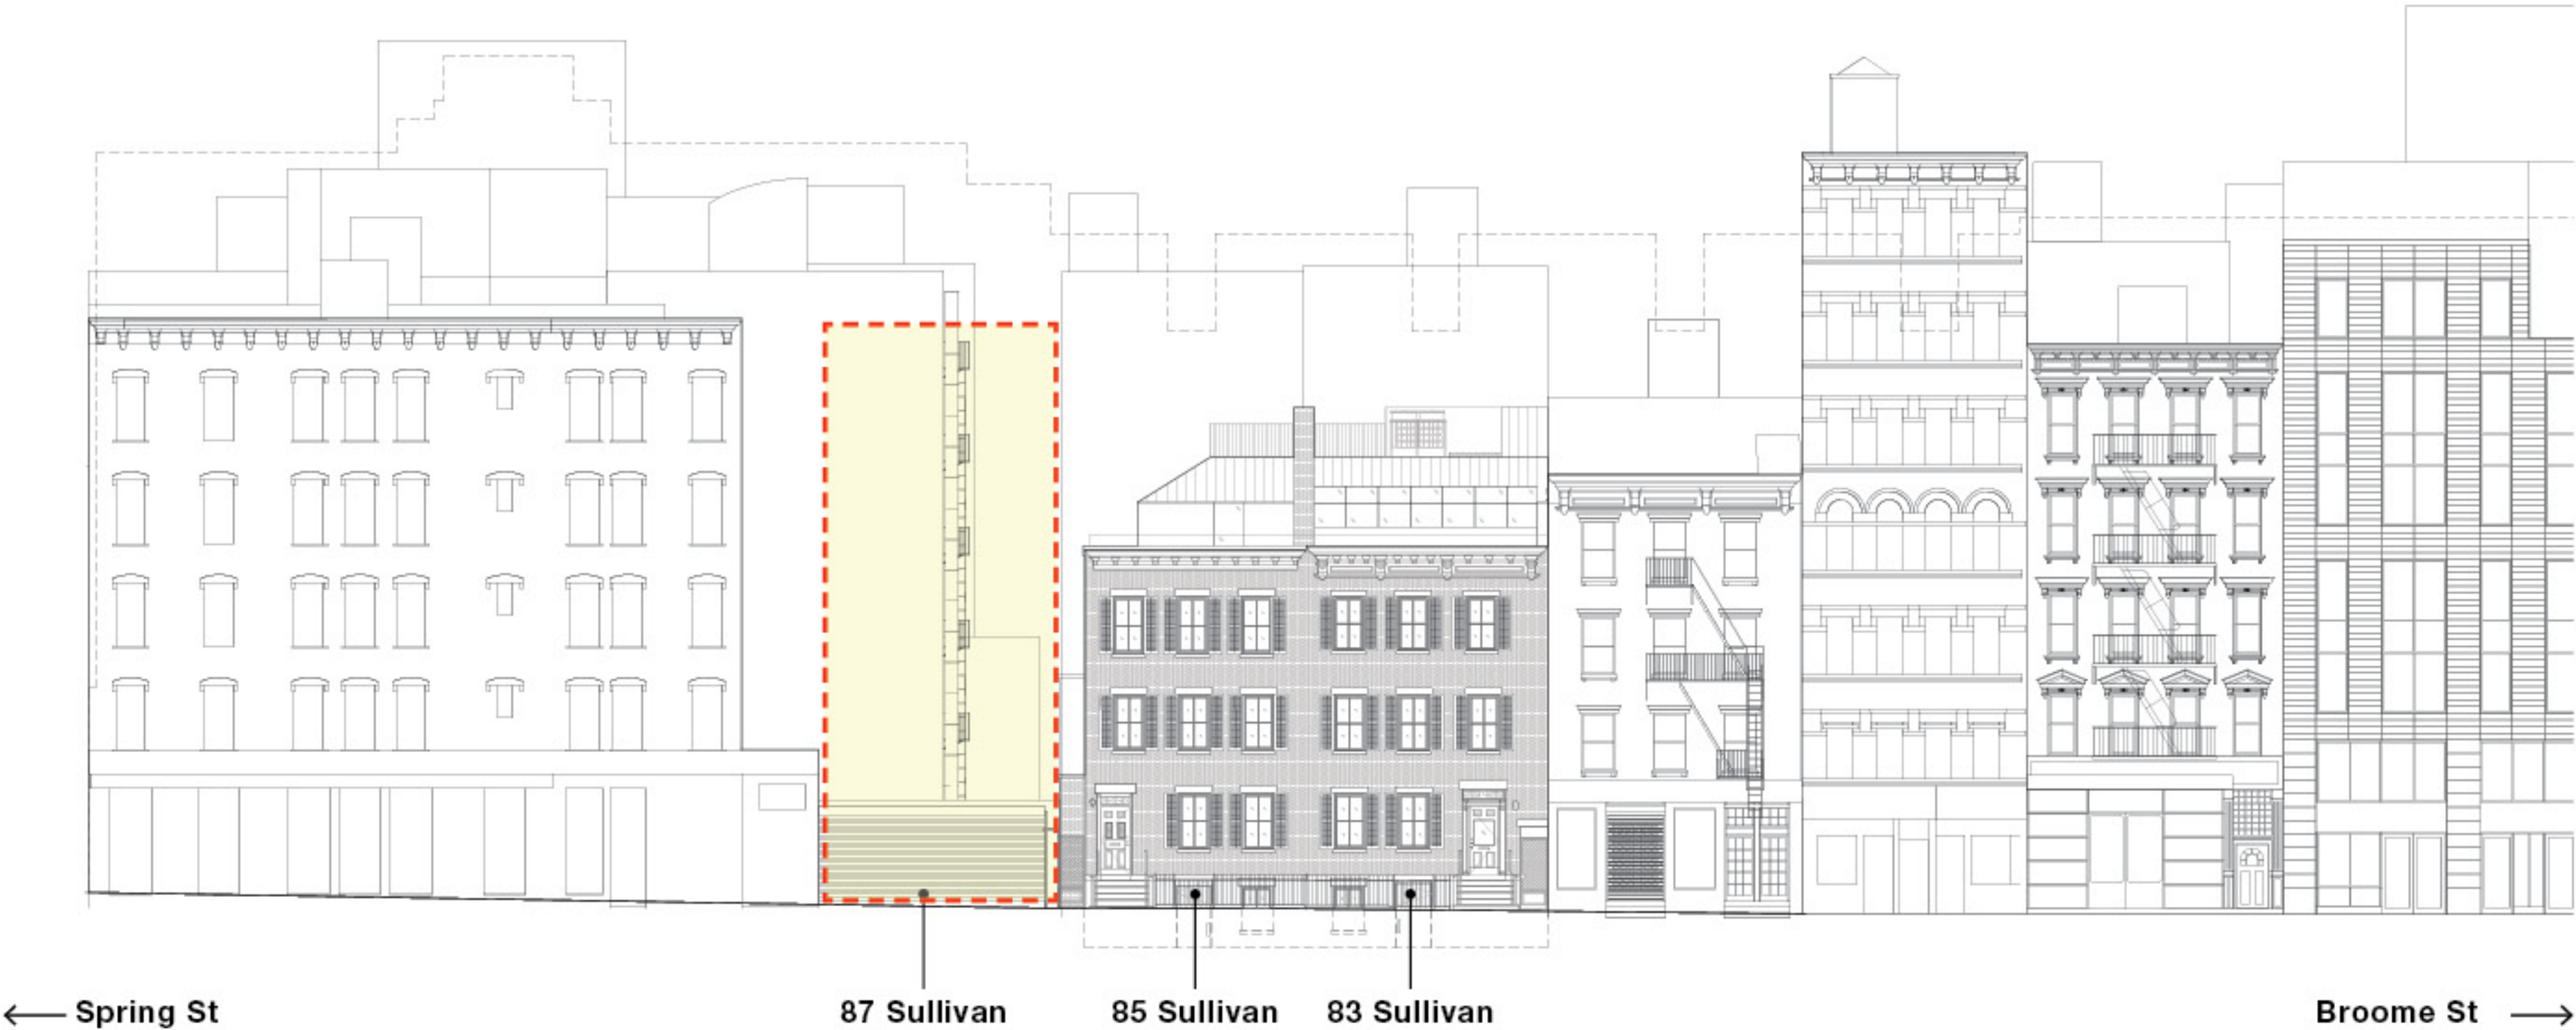 ← Spring St
87 Sullivan
85 Sullivan
83 Sullivan
Broome St →